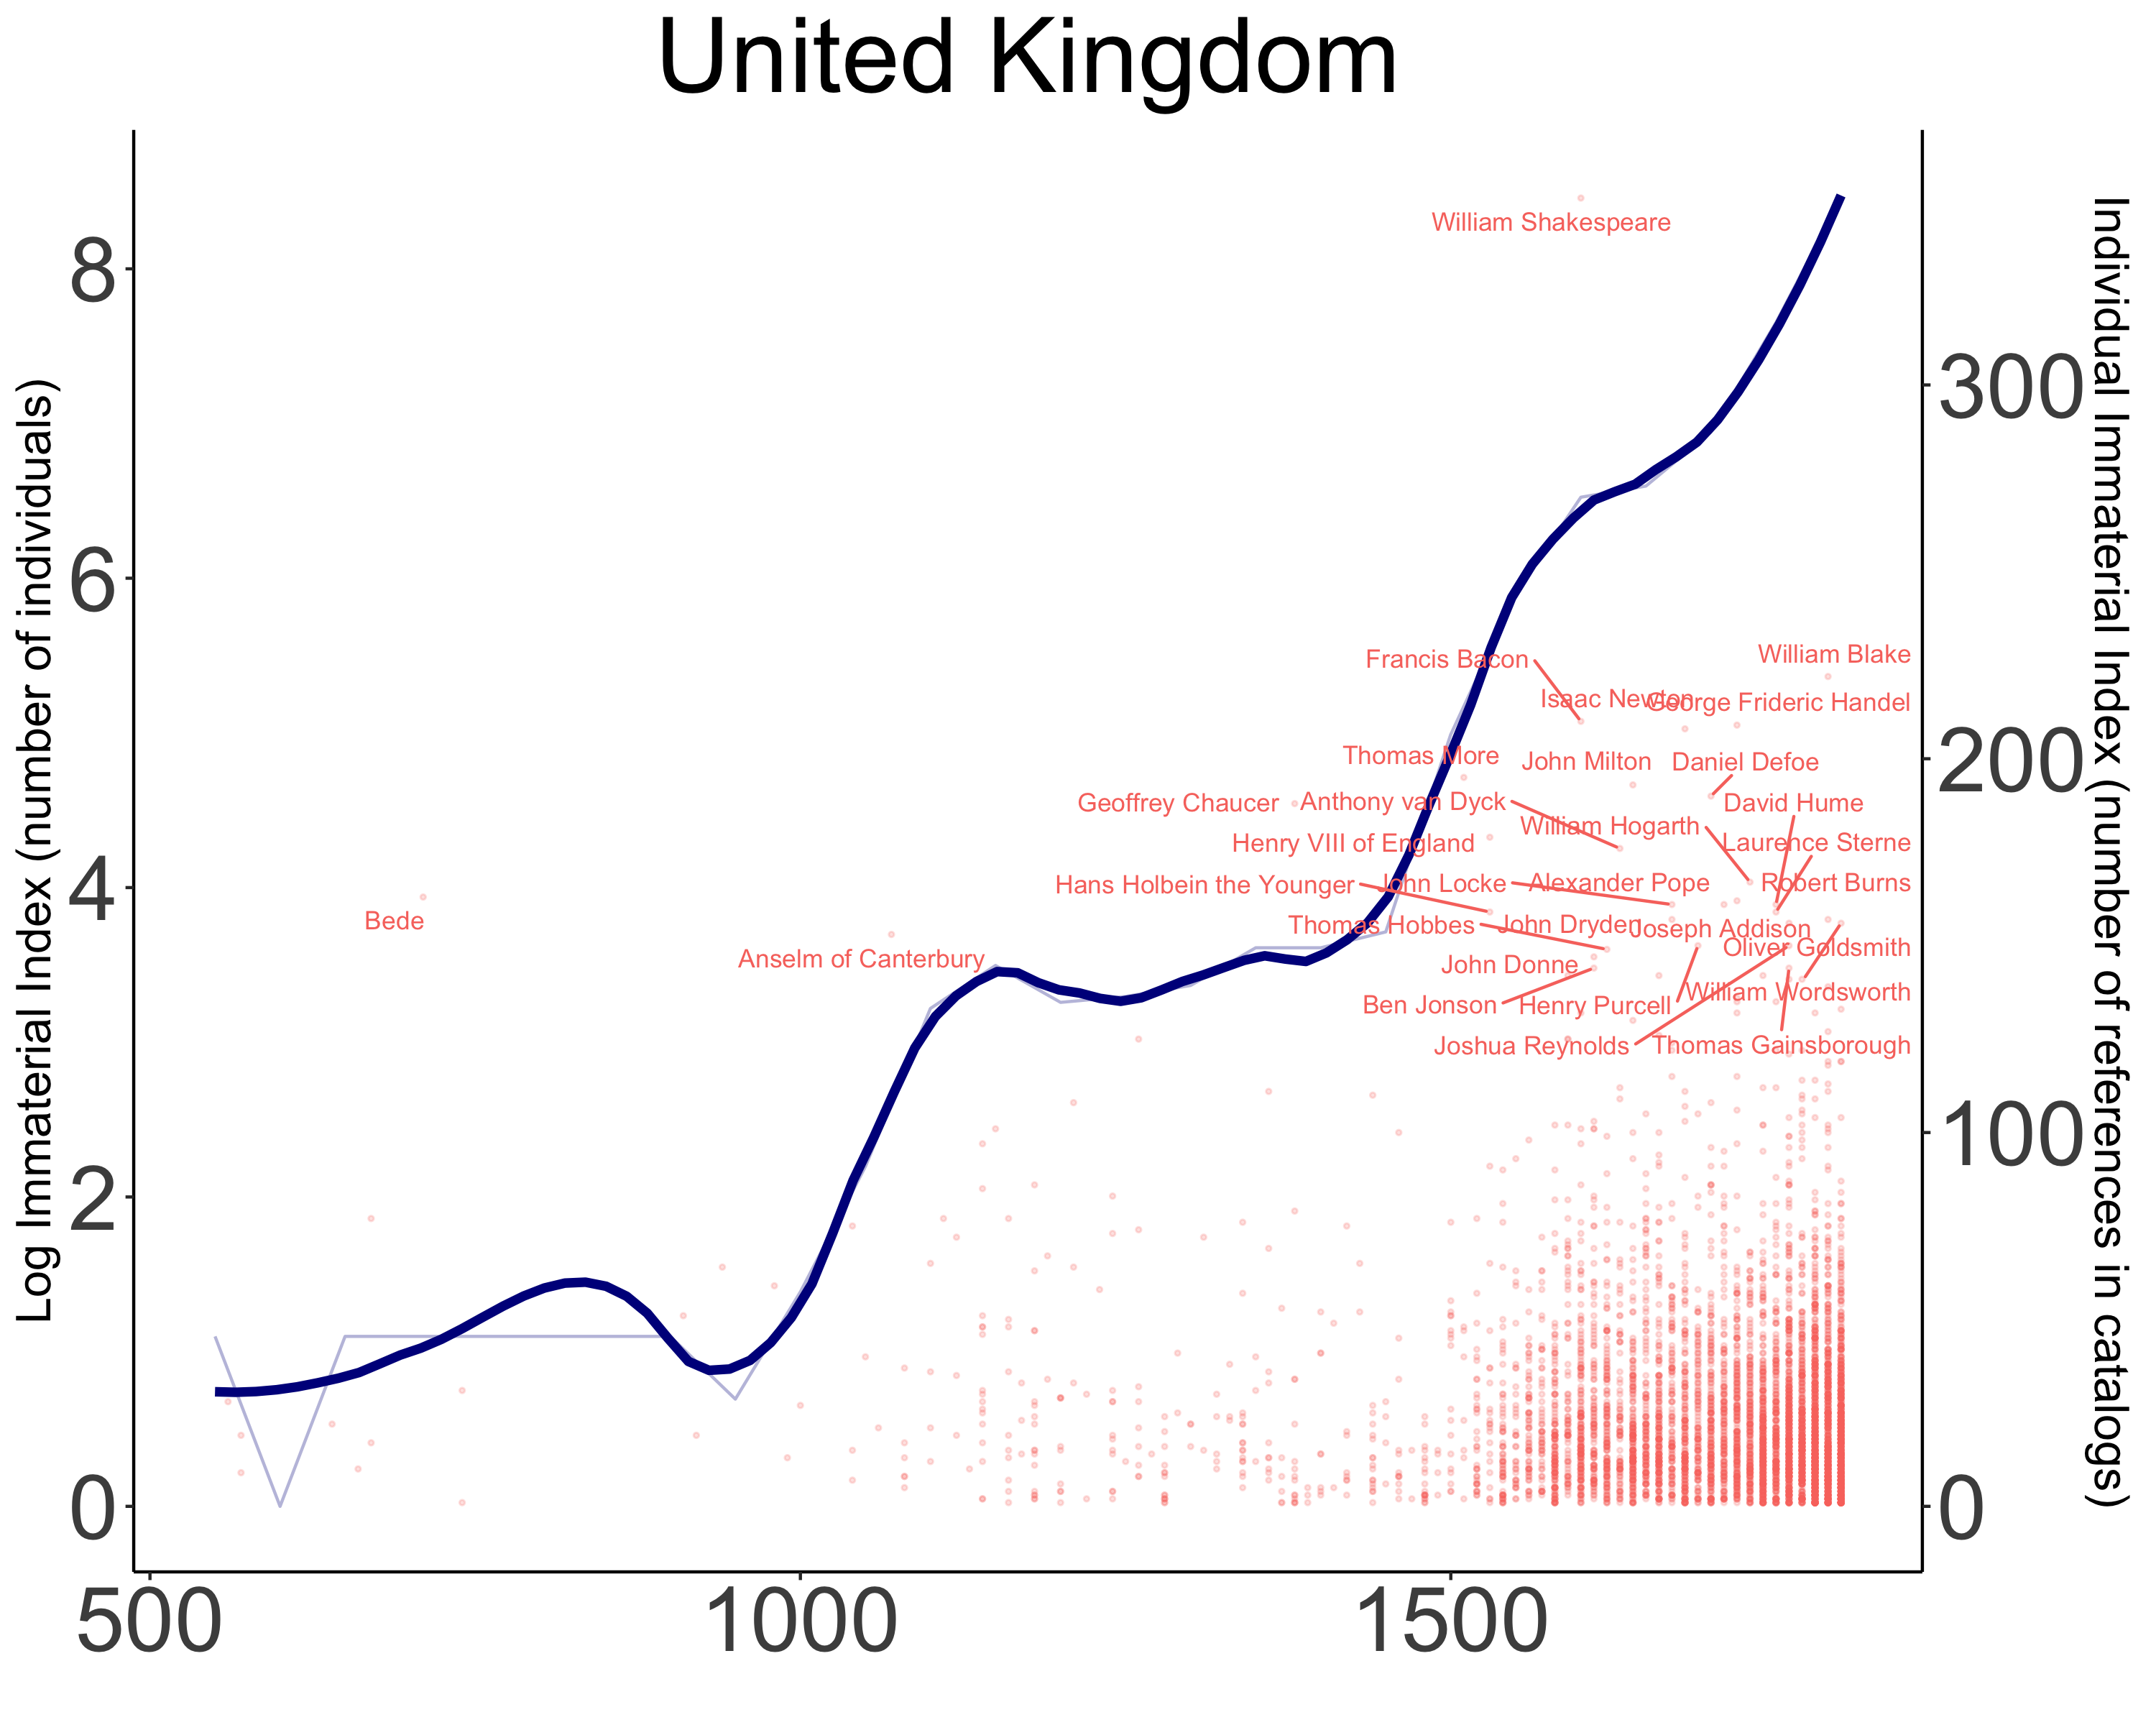 United Kingdom
Log Immaterial Index (number of individuals)
Individual Immaterial Index (number of references in catalogs)
8
6
4
2
0
300
200
100
0
500
1000
1500
William Shakespeare
Francis Bacon
William Blake
Isaac Newton
George Frideric Handel
Thomas More
John Milton
Daniel Defoe
Geoffrey Chaucer
Anthony van Dyck
David Hume
William Hogarth
Henry VIII of England
Laurence Sterne
Hans Holbein the Younger
John Locke
Alexander Pope
Robert Burns
Bede
Thomas Hobbes
John Dryden
Joseph Addison
Oliver Goldsmith
Anselm of Canterbury
John Donne
William Wordsworth
Ben Jonson
Henry Purcell
Joshua Reynolds
Thomas Gainsborough